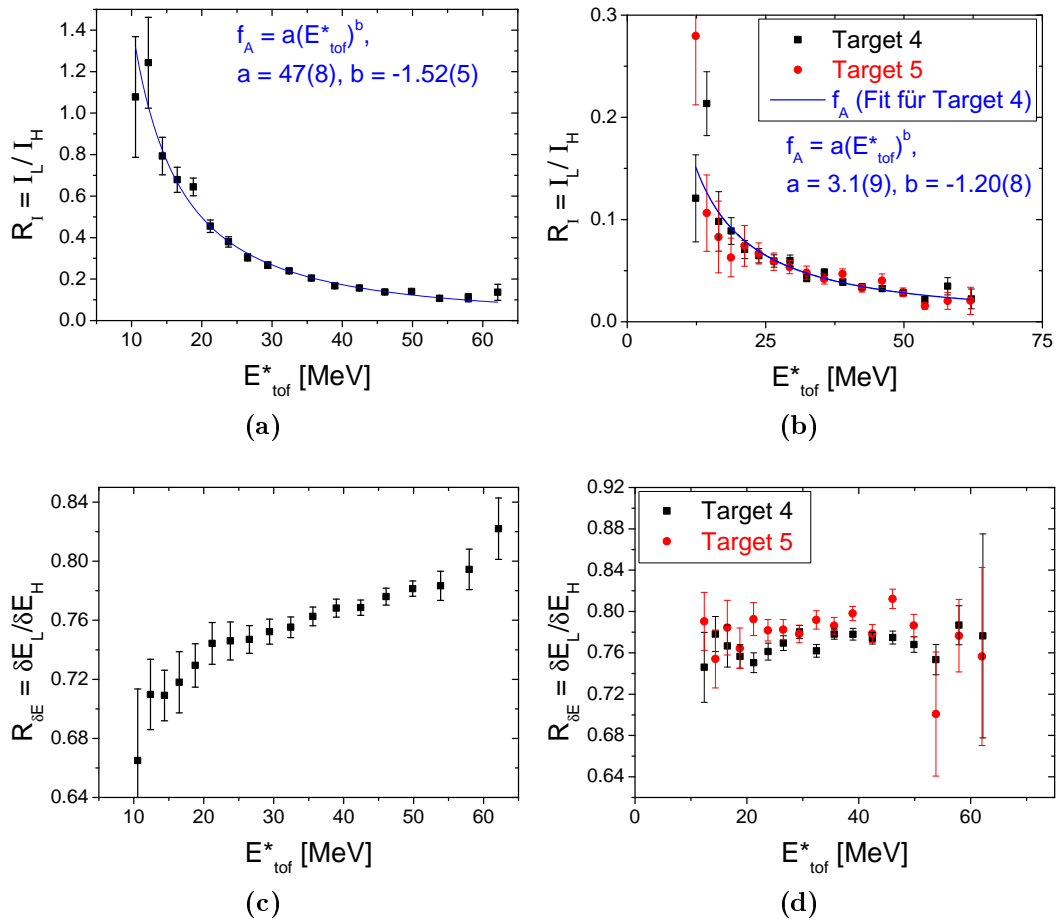 f_A = a(E*_tof)^b,
a = 47(8), b = -1.52(5)
R_I = I_L / I_H
1.4
1.2
1.0
0.8
0.6
0.4
0.2
0.0
10 20 30 40 50 60
E*_tof [MeV]
(a)
Target 4
Target 5
f_A (Fit für Target 4)
f_A = a(E*_tof)^b,
a = 3.1(9), b = -1.20(8)
R_I = I_L / I_H
0.3
0.2
0.1
0.0
0 25 50 75
E*_tof [MeV]
(b)
R_δE = δE_L/δE_H
0.84
0.80
0.76
0.72
0.68
0.64
10 20 30 40 50 60
E*_tof [MeV]
(c)
Target 4
Target 5
R_δE = δE_L/δE_H
0.92
0.88
0.84
0.80
0.76
0.72
0.68
0.64
0 20 40 60
E*_tof [MeV]
(d)